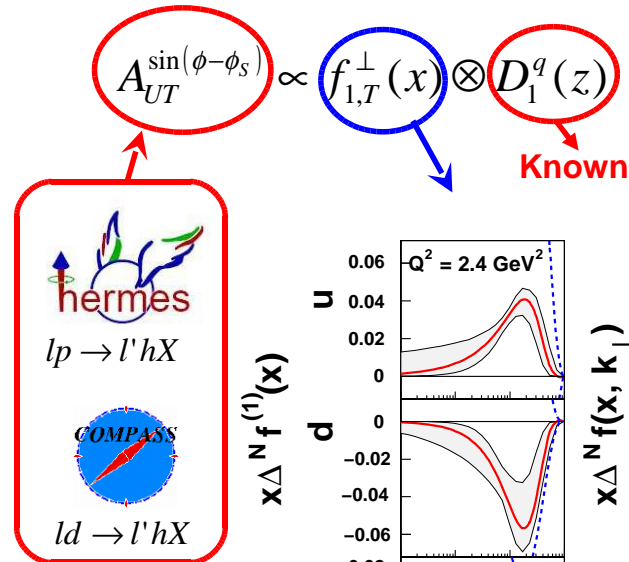 A_{UT}^{sin(ϕ−ϕ_S)} ∝ f_{1,T}^⊥(x) ⊗ D_1^q(z)
Known
hermes
lp → l'hX
COMPASS
ld → l'hX
xΔ^N f^(1)(x)
u
d
Q² = 2.4 GeV²
0.06
0.04
0.02
0
0
−0.02
−0.04
−0.06
xΔ^N f(x, k_⊥)